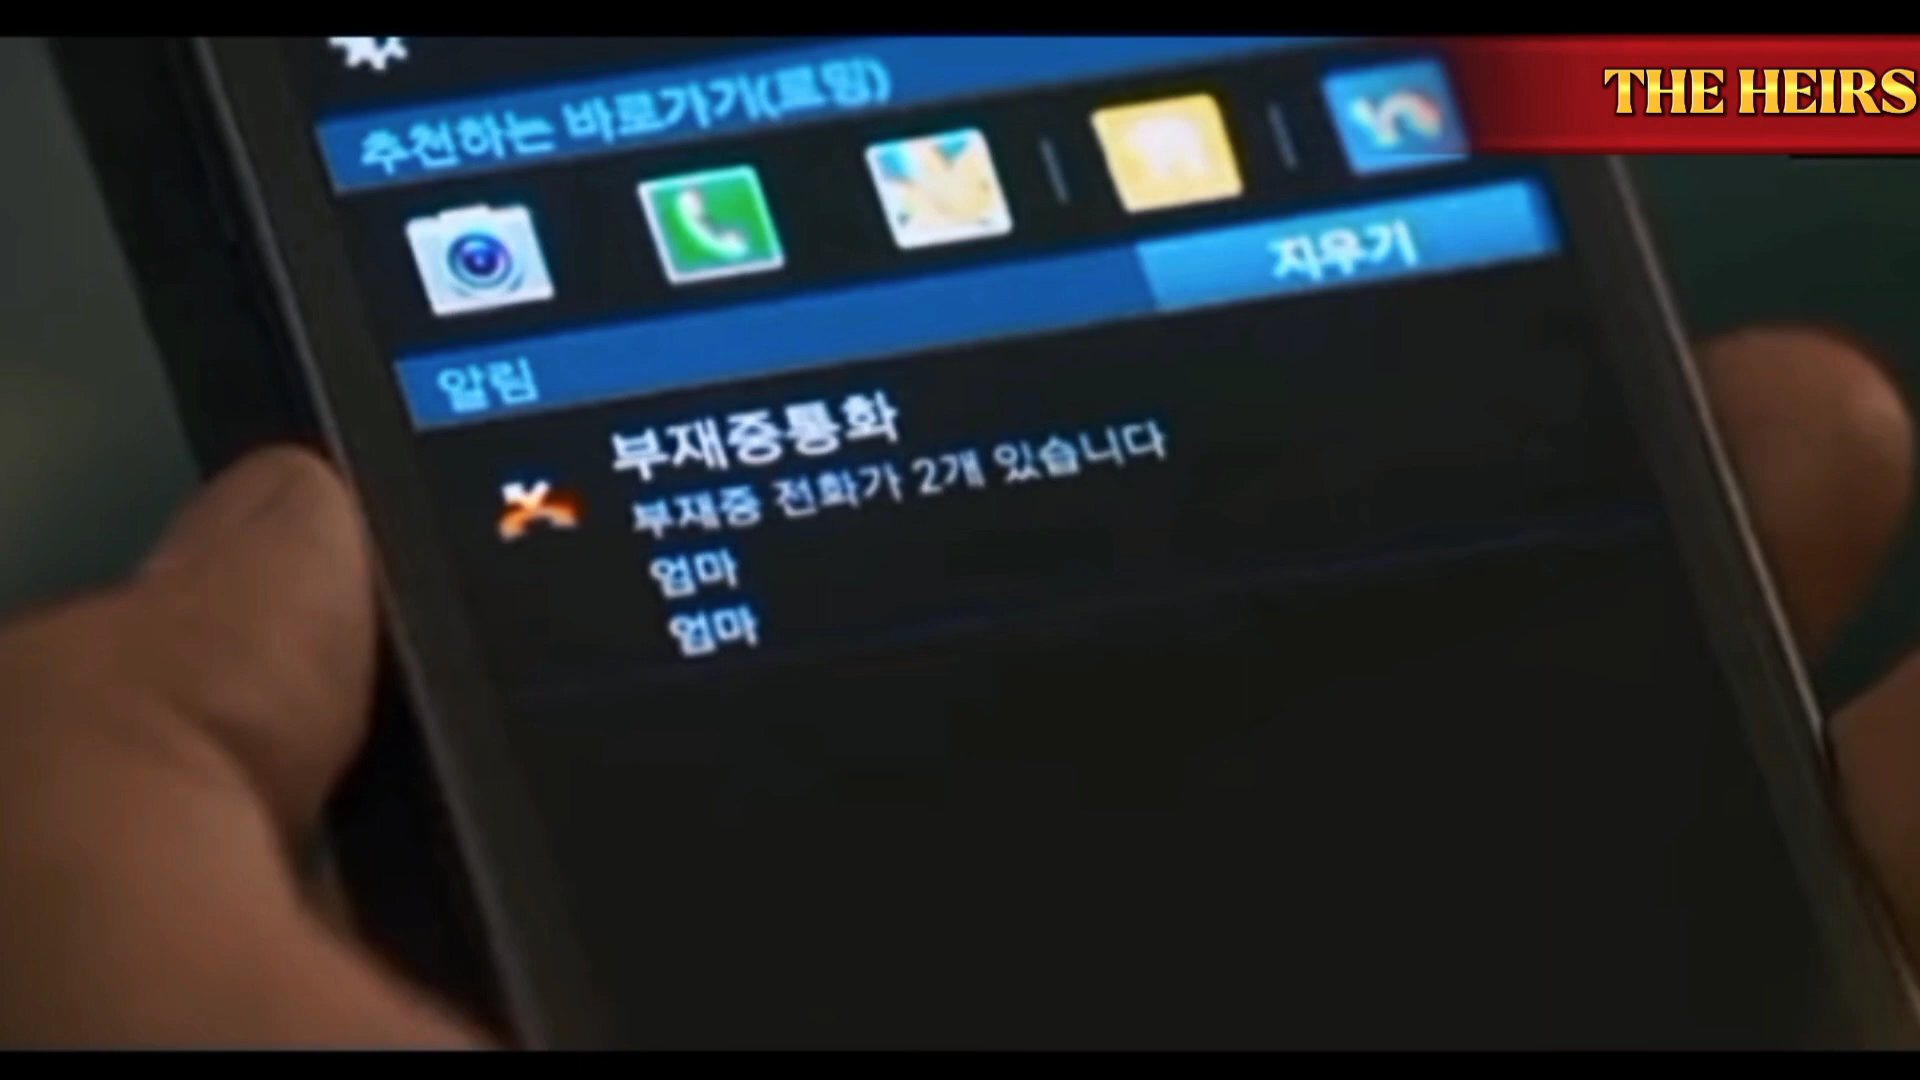 THE HEIRS
추천하는 바로가기(로밍)
지우기
알림
부재중통화
부재중 전화가 2개 있습니다
엄마
엄마